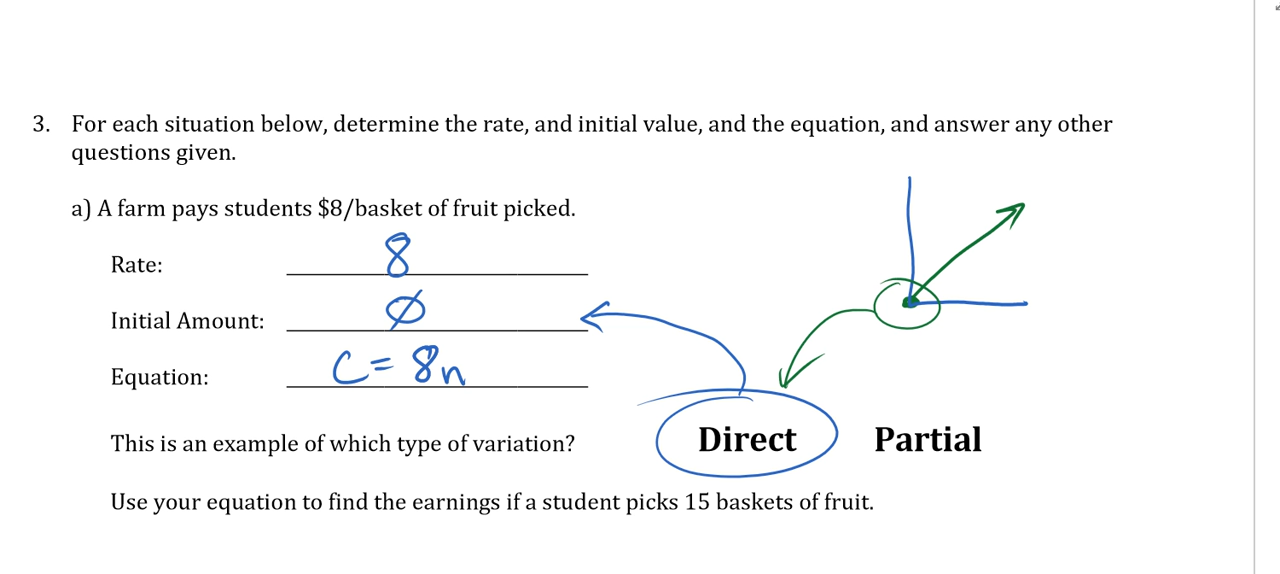 3. For each situation below, determine the rate, and initial value, and the equation, and answer any other
questions given.
a) A farm pays students $8/basket of fruit picked.
Rate: 8
Initial Amount: Ø
Equation: C = 8n
This is an example of which type of variation? Direct Partial
Use your equation to find the earnings if a student picks 15 baskets of fruit.